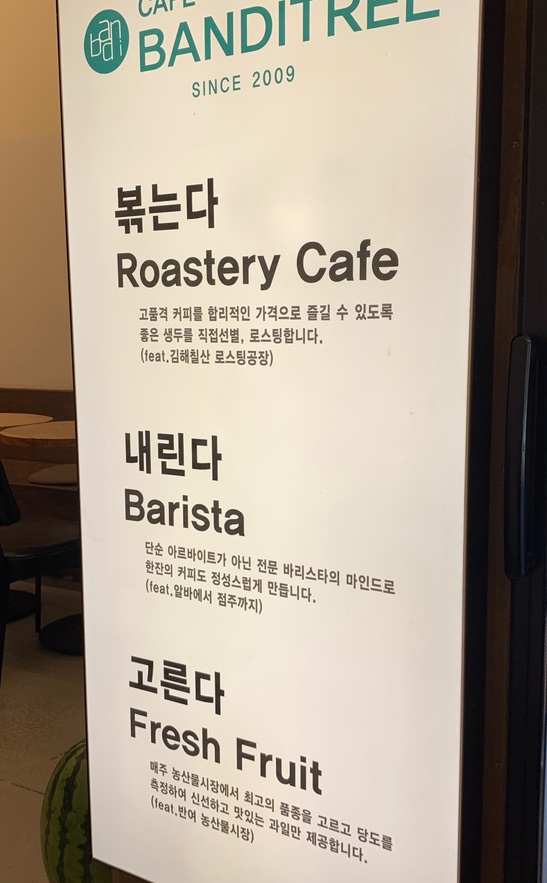 CAFE
bandi
BANDITREE
SINCE 2009
볶는다
Roastery Cafe
고품격 커피를 합리적인 가격으로 즐길 수 있도록
좋은 생두를 직접선별, 로스팅합니다.
(feat.김해칠산 로스팅공장)
내린다
Barista
단순 아르바이트가 아닌 전문 바리스타의 마인드로
한잔의 커피도 정성스럽게 만듭니다.
(feat.알바에서 점주까지)
고른다
Fresh Fruit
매주 농산물시장에서 최고의 품종을 고르고 당도를
측정하여 신선하고 맛있는 과일만 제공합니다.
(feat.반여 농산물시장)